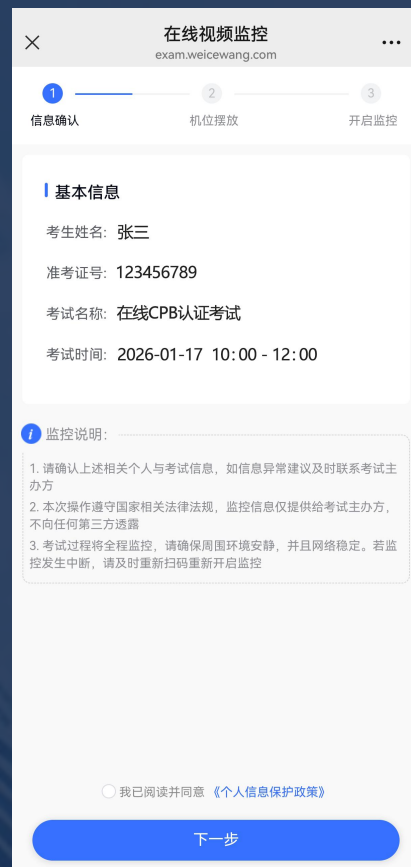 在线视频监控
exam.weicewang.com
1 2 3
信息确认 机位摆放 开启监控
基本信息
考生姓名: 张三
准考证号: 123456789
考试名称: 在线CPB认证考试
考试时间: 2026-01-17 10:00 - 12:00
监控说明:
1. 请确认上述相关个人与考试信息，如信息异常建议及时联系考试主
办方
2. 本次操作遵守国家相关法律法规，监控信息仅提供给考试主办方，
不向任何第三方透露
3. 考试过程将全程监控，请确保周围环境安静，并且网络稳定。若监
控发生中断，请及时重新扫码重新开启监控
我已阅读并同意 《个人信息保护政策》
下一步